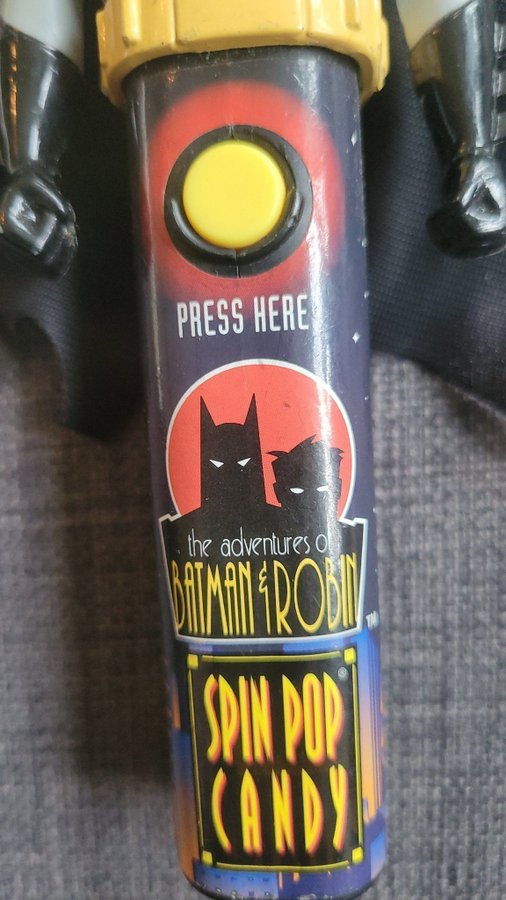 PRESS HERE
the adventures of
BATMAN & ROBIN
TM
SPIN POP®
CANDY